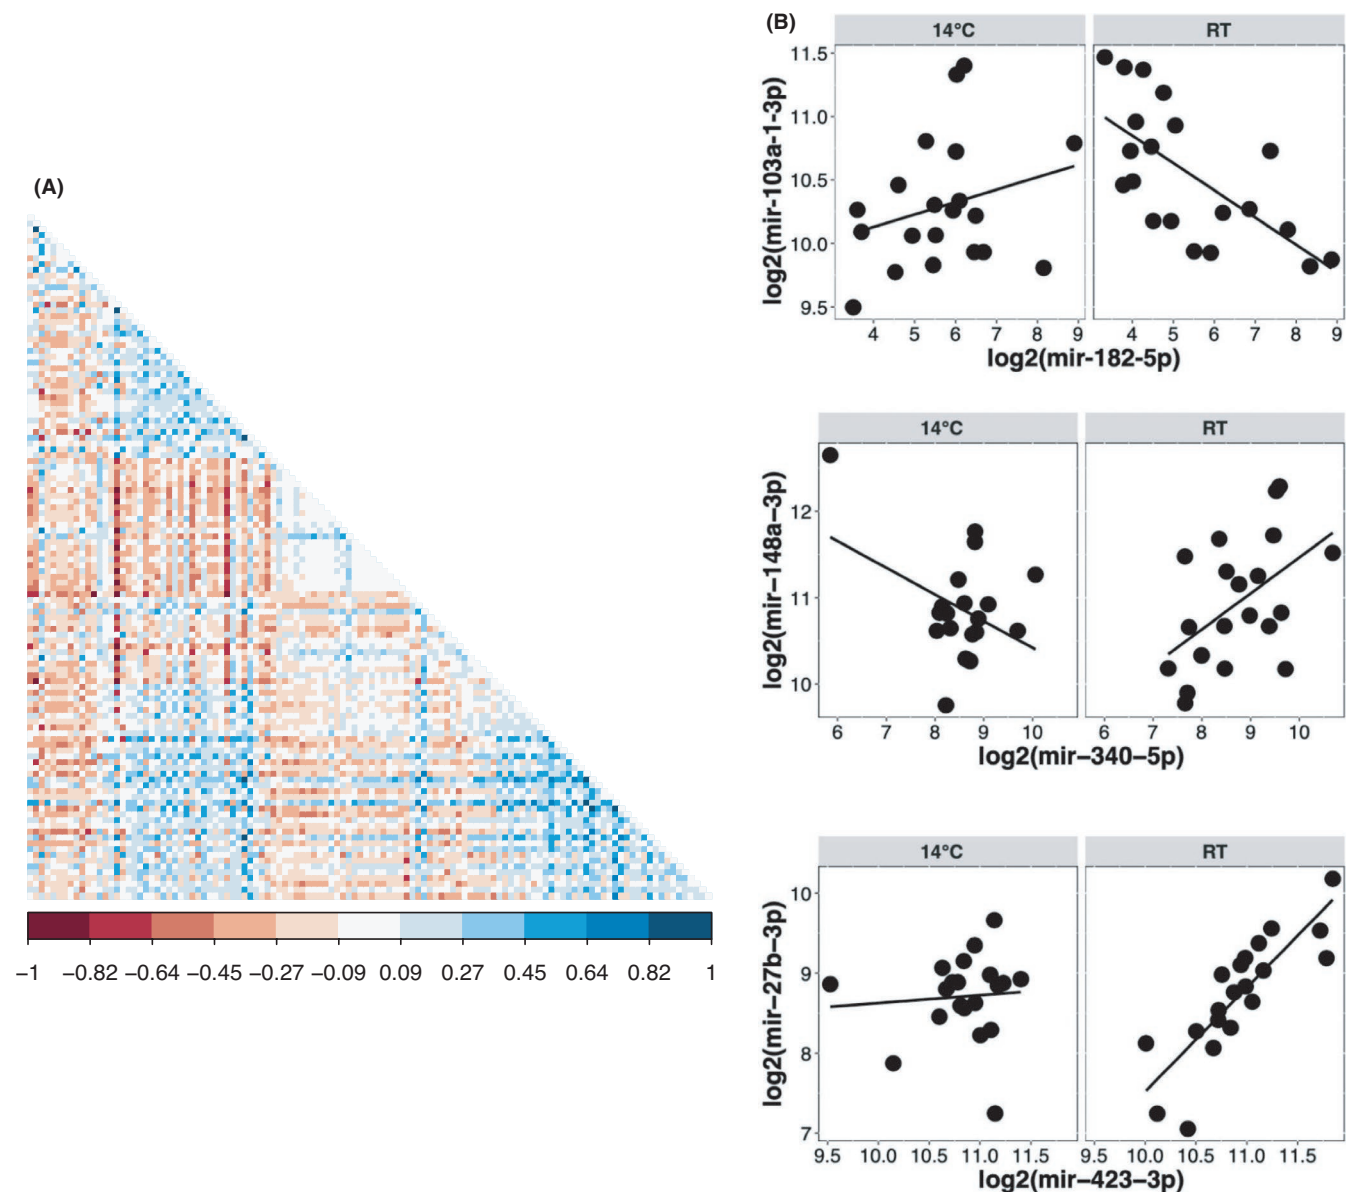 (A)
−1 −0.82 −0.64 −0.45 −0.27 −0.09 0.09 0.27 0.45 0.64 0.82 1
(B)
14°C RT
log2(mir-103a-1-3p)
11.5
11.0
10.5
10.0
9.5
4 5 6 7 8 9 4 5 6 7 8 9
log2(mir-182-5p)
14°C RT
log2(mir−148a−3p)
12
11
10
6 7 8 9 10 6 7 8 9 10
log2(mir−340−5p)
14°C RT
log2(mir−27b−3p)
10
9
8
7
9.5 10.0 10.5 11.0 11.5 9.5 10.0 10.5 11.0 11.5
log2(mir−423−3p)